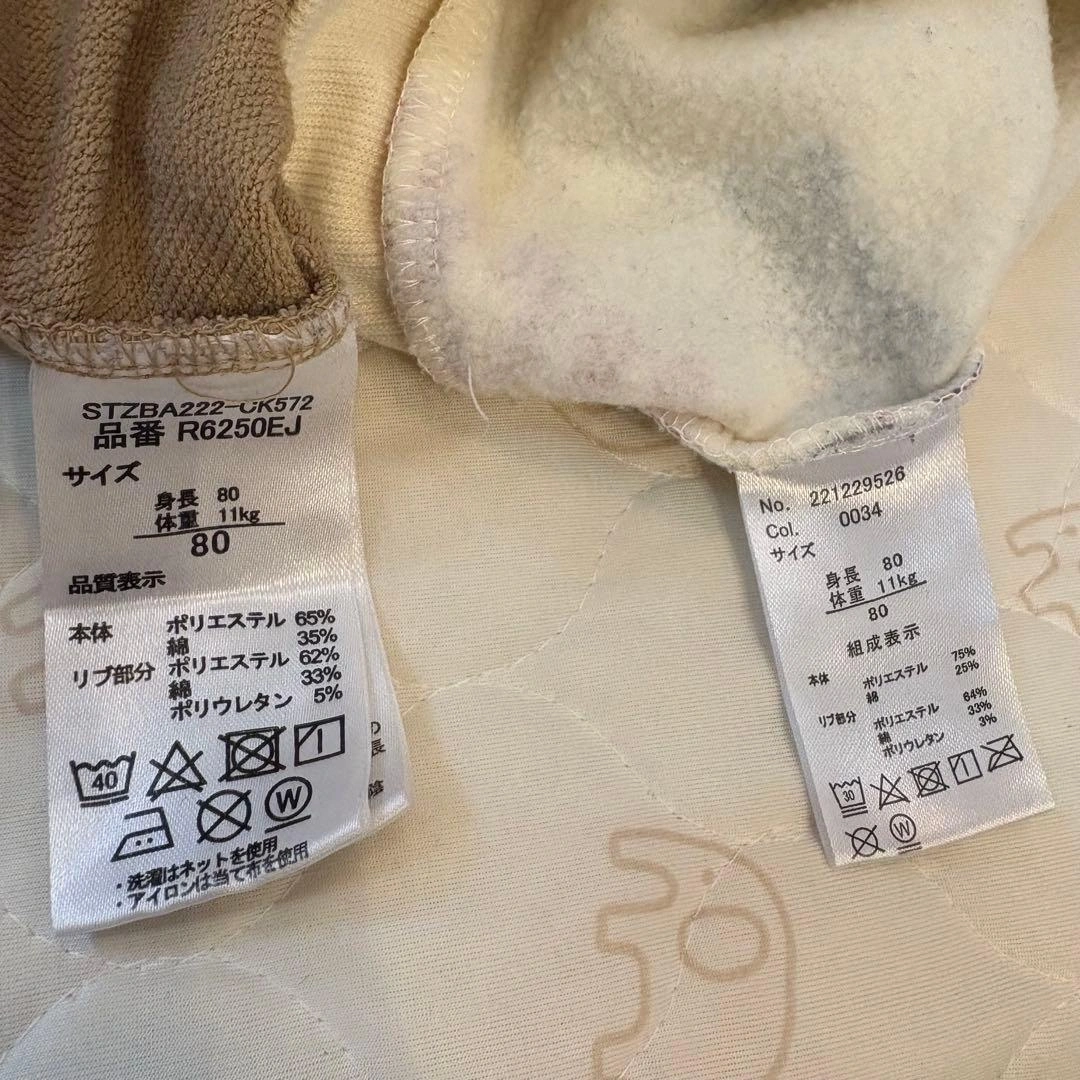 STZBA222-CK572
品番 R6250EJ
サイズ
身長 80
体重 11kg
80
品質表示
本体 ポリエステル 65%
綿 35%
リブ部分 ポリエステル 62%
綿 33%
ポリウレタン 5%
40
W
・洗濯はネットを使用
・アイロンは当て布を使用
の
長
陰
No. 221229526
Col. 0034
サイズ
身長 80
体重 11kg
80
組成表示
本体 ポリエステル 75%
綿 25%
リブ部分 ポリエステル 64%
綿 33%
ポリウレタン 3%
30
W